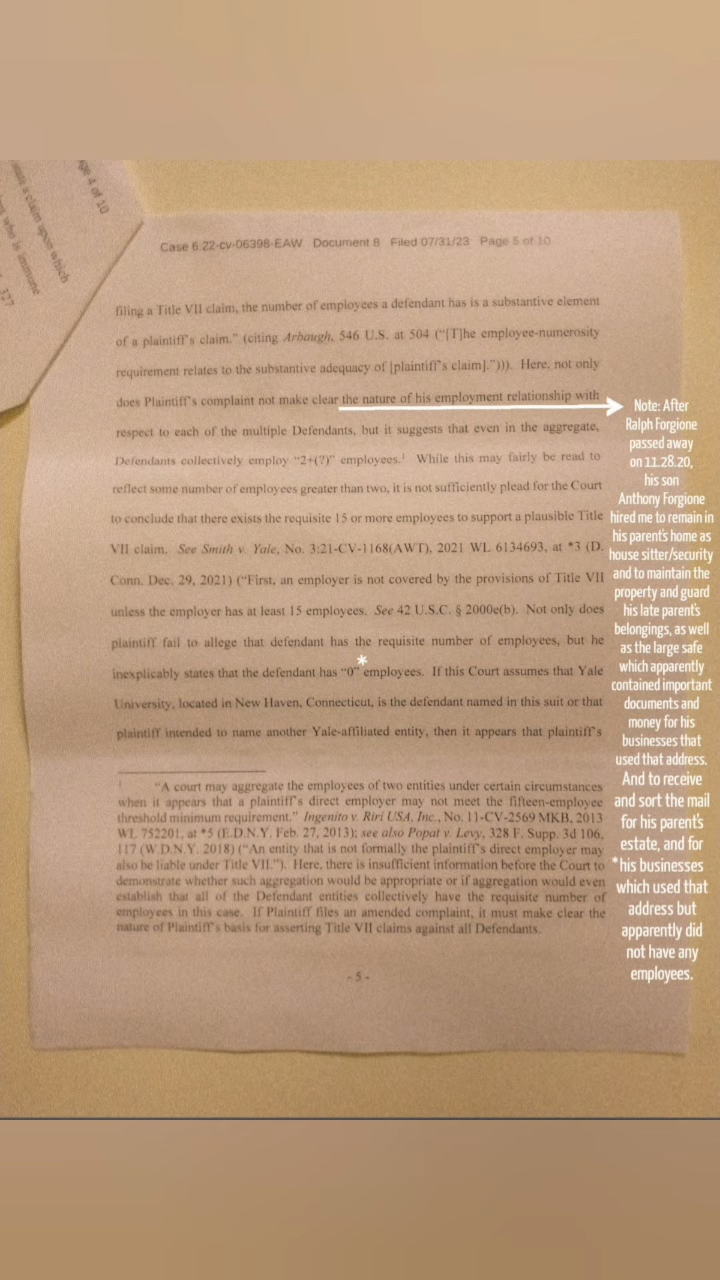 ge 4 of 10
a claim upon which
who is immune
327
Case 6:22-cv-06398-EAW Document 8 Filed 07/31/23 Page 5 of 10
filing a Title VII claim, the number of employees a defendant has is a substantive element
of a plaintiff's claim." (citing Arbaugh, 546 U.S. at 504 ("[T]he employee-numerosity
requirement relates to the substantive adequacy of [plaintiff's claim]."))). Here, not only
does Plaintiff's complaint not make clear the nature of his employment relationship with
respect to each of the multiple Defendants, but it suggests that even in the aggregate,
Defendants collectively employ "2+(?)" employees.¹ While this may fairly be read to
reflect some number of employees greater than two, it is not sufficiently plead for the Court
to conclude that there exists the requisite 15 or more employees to support a plausible Title
VII claim. See Smith v. Yale, No. 3:21-CV-1168(AWT), 2021 WL 6134693, at *3 (D.
Conn. Dec. 29, 2021) ("First, an employer is not covered by the provisions of Title VII
unless the employer has at least 15 employees. See 42 U.S.C. § 2000e(b). Not only does
plaintiff fail to allege that defendant has the requisite number of employees, but he
*
inexplicably states that the defendant has "0" employees. If this Court assumes that Yale
University, located in New Haven, Connecticut, is the defendant named in this suit or that
plaintiff intended to name another Yale-affiliated entity, then it appears that plaintiff's
¹ "A court may aggregate the employees of two entities under certain circumstances
when it appears that a plaintiff's direct employer may not meet the fifteen-employee
threshold minimum requirement." Ingenito v. Riri USA, Inc., No. 11-CV-2569 MKB, 2013
WL 752201, at *5 (E.D.N.Y. Feb. 27, 2013); see also Popat v. Levy, 328 F. Supp. 3d 106,
117 (W.D.N.Y. 2018) ("An entity that is not formally the plaintiff's direct employer may
also be liable under Title VII."). Here, there is insufficient information before the Court to
demonstrate whether such aggregation would be appropriate or if aggregation would even
establish that all of the Defendant entities collectively have the requisite number of
employees in this case. If Plaintiff files an amended complaint, it must make clear the
nature of Plaintiff's basis for asserting Title VII claims against all Defendants.
- 5 -
Note: After
Ralph Forgione
passed away
on 11.28.20,
his son
Anthony Forgione
hired me to remain in
his parent's home as
house sitter/security
and to maintain the
property and guard
his late parent's
belongings, as well
as the large safe
which apparently
contained important
documents and
money for his
businesses that
used that address.
And to receive
and sort the mail
for his parent's
estate, and for
*his businesses
which used that
address but
apparently did
not have any
employees.